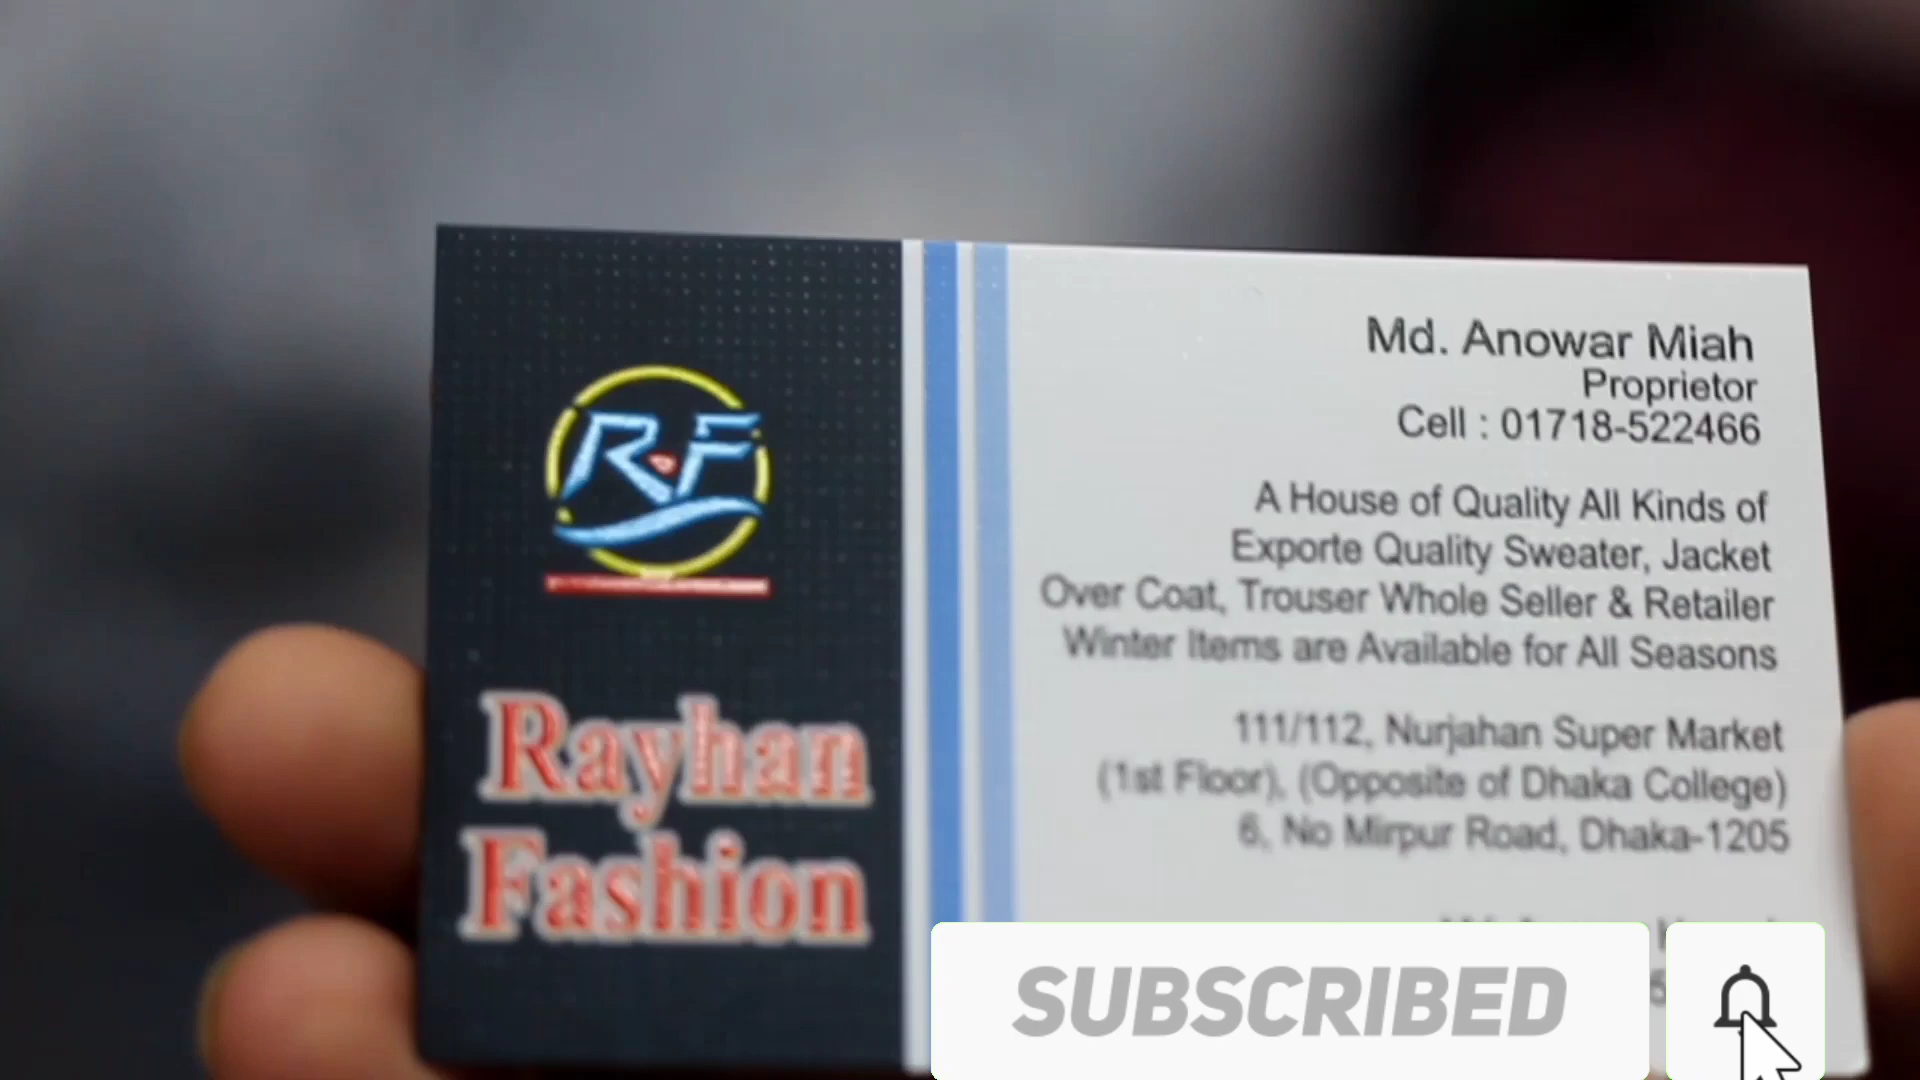 R.F
Rayhan
Fashion
Md. Anowar Miah
Proprietor
Cell : 01718-522466
A House of Quality All Kinds of
Exporte Quality Sweater, Jacket
Over Coat, Trouser Whole Seller & Retailer
Winter Items are Available for All Seasons
111/112, Nurjahan Super Market
(1st Floor), (Opposite of Dhaka College)
6, No Mirpur Road, Dhaka-1205
SUBSCRIBED